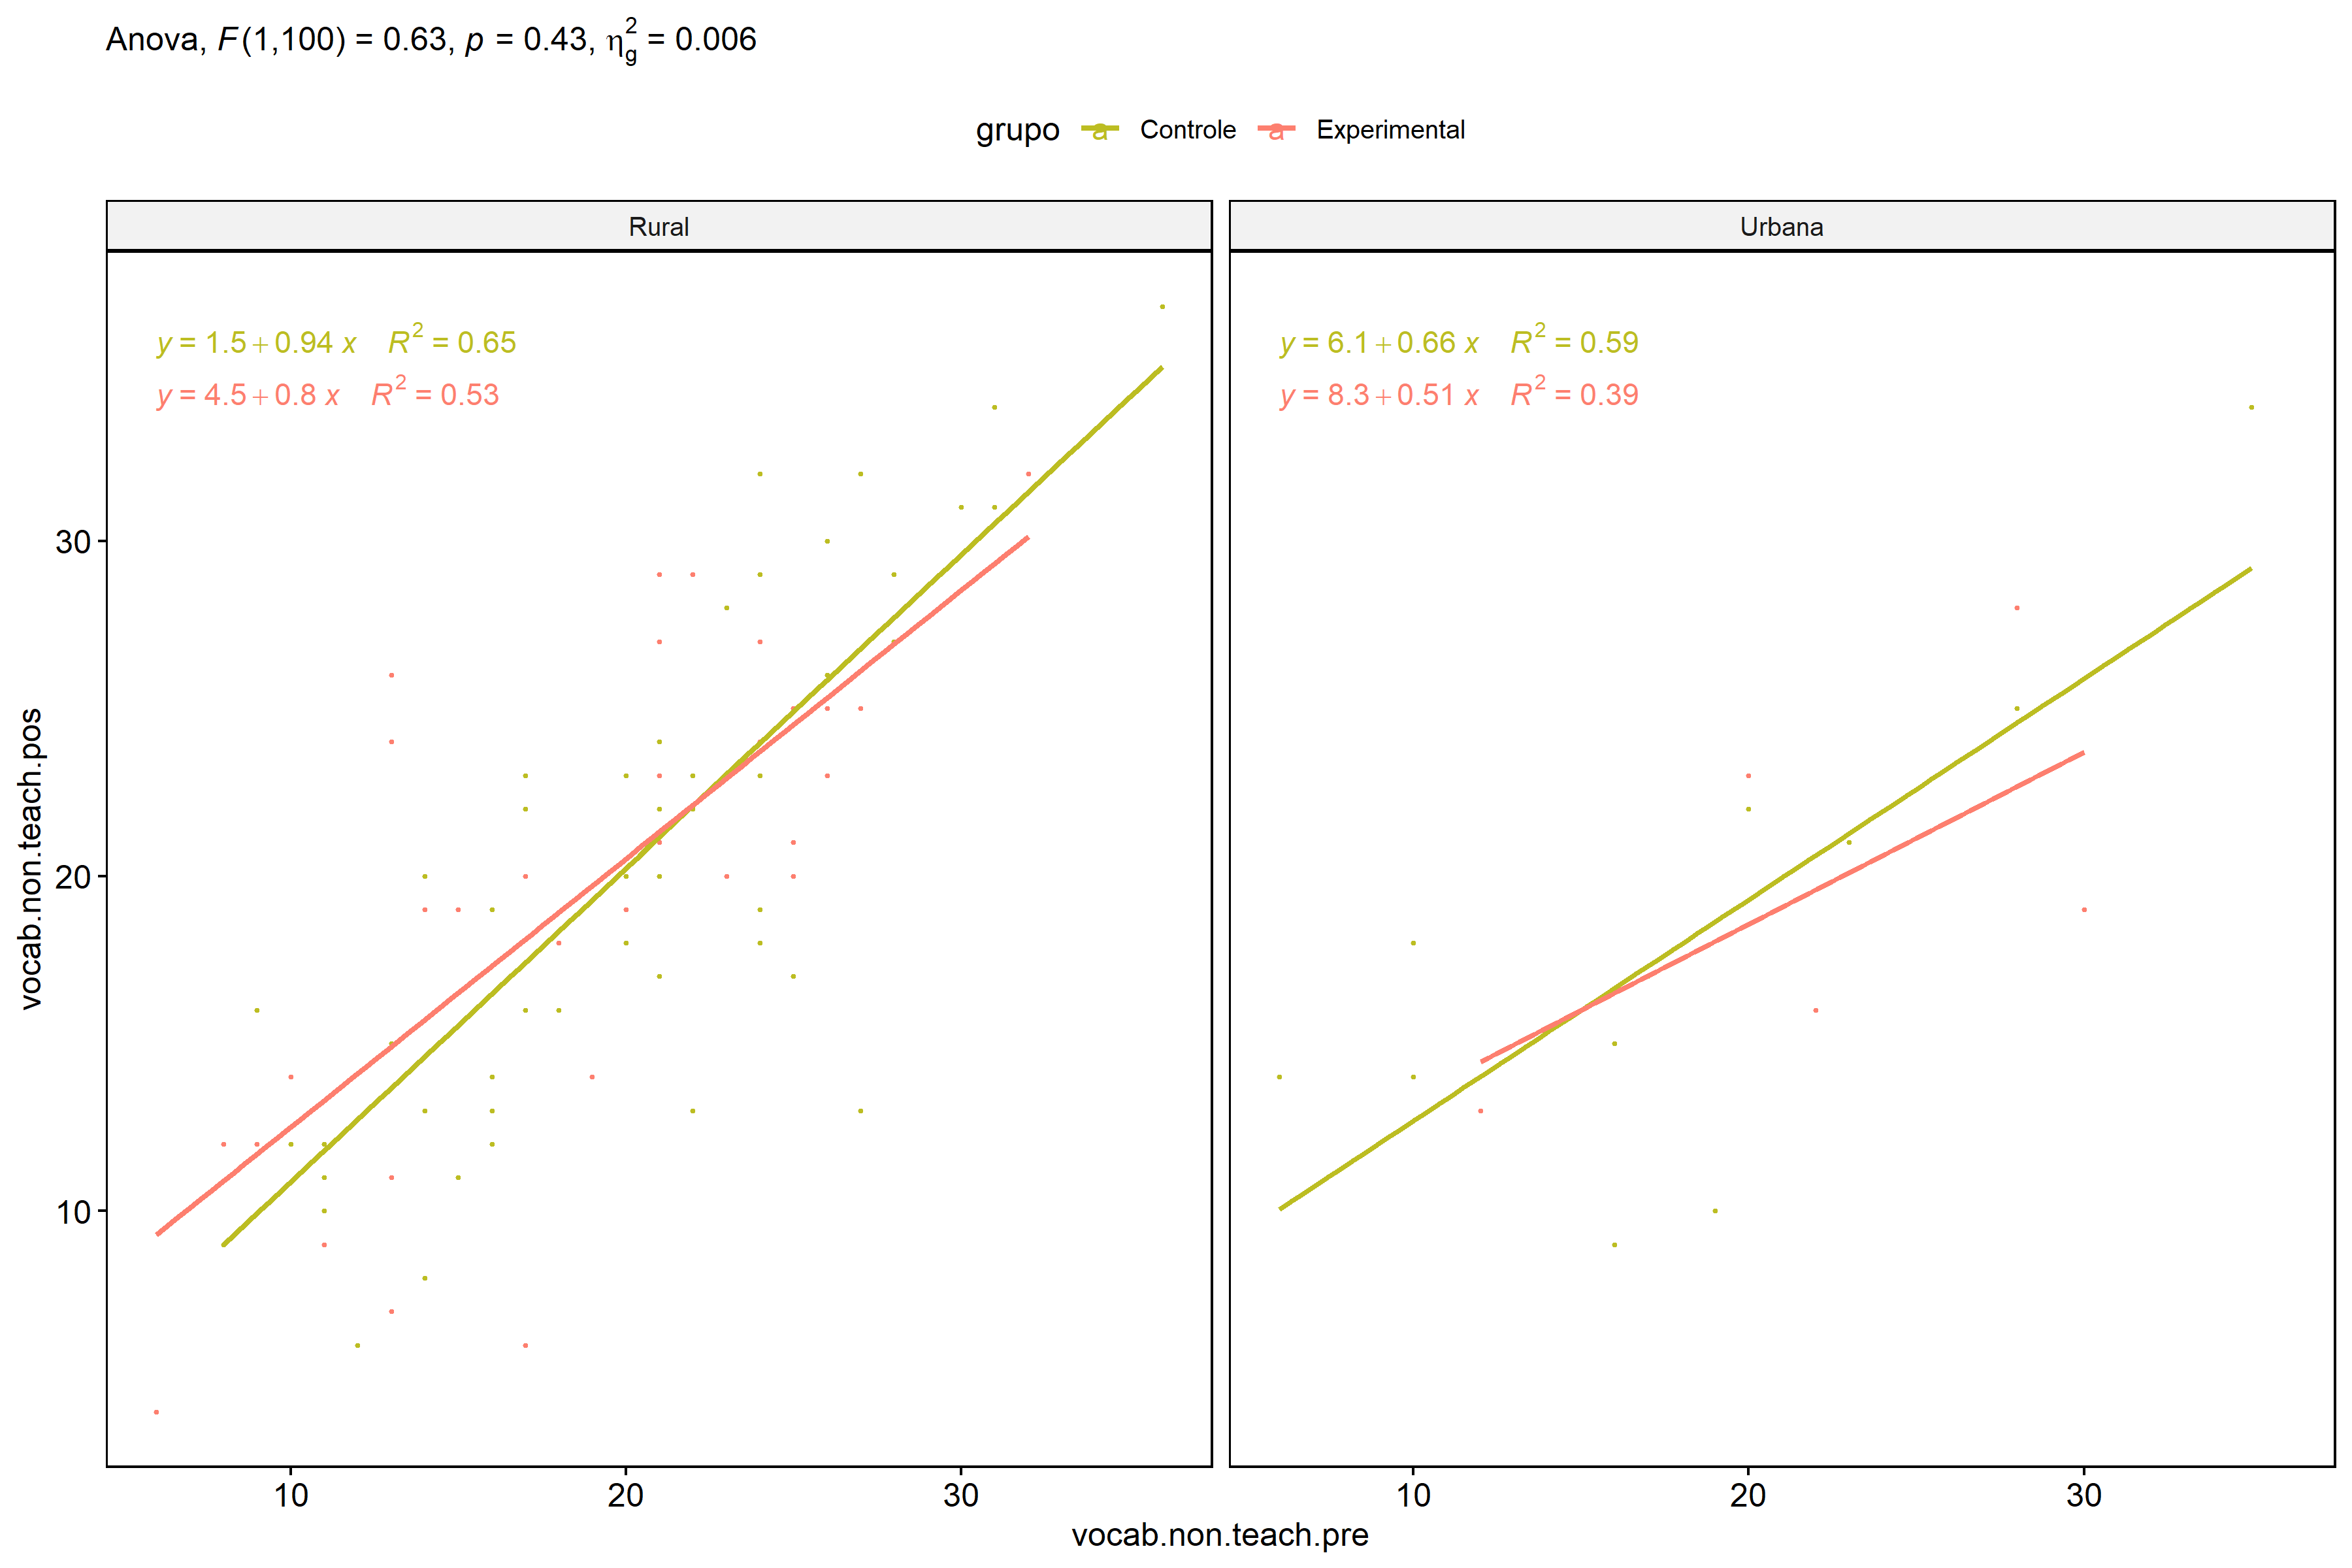 Anova, F(1,100) = 0.63, p = 0.43, η²g = 0.006
grupo a Controle a Experimental
Rural
Urbana
y = 1.5 + 0.94 x R² = 0.65
y = 4.5 + 0.8 x R² = 0.53
y = 6.1 + 0.66 x R² = 0.59
y = 8.3 + 0.51 x R² = 0.39
vocab.non.teach.pos
30
20
10
10 20 30
10 20 30
vocab.non.teach.pre